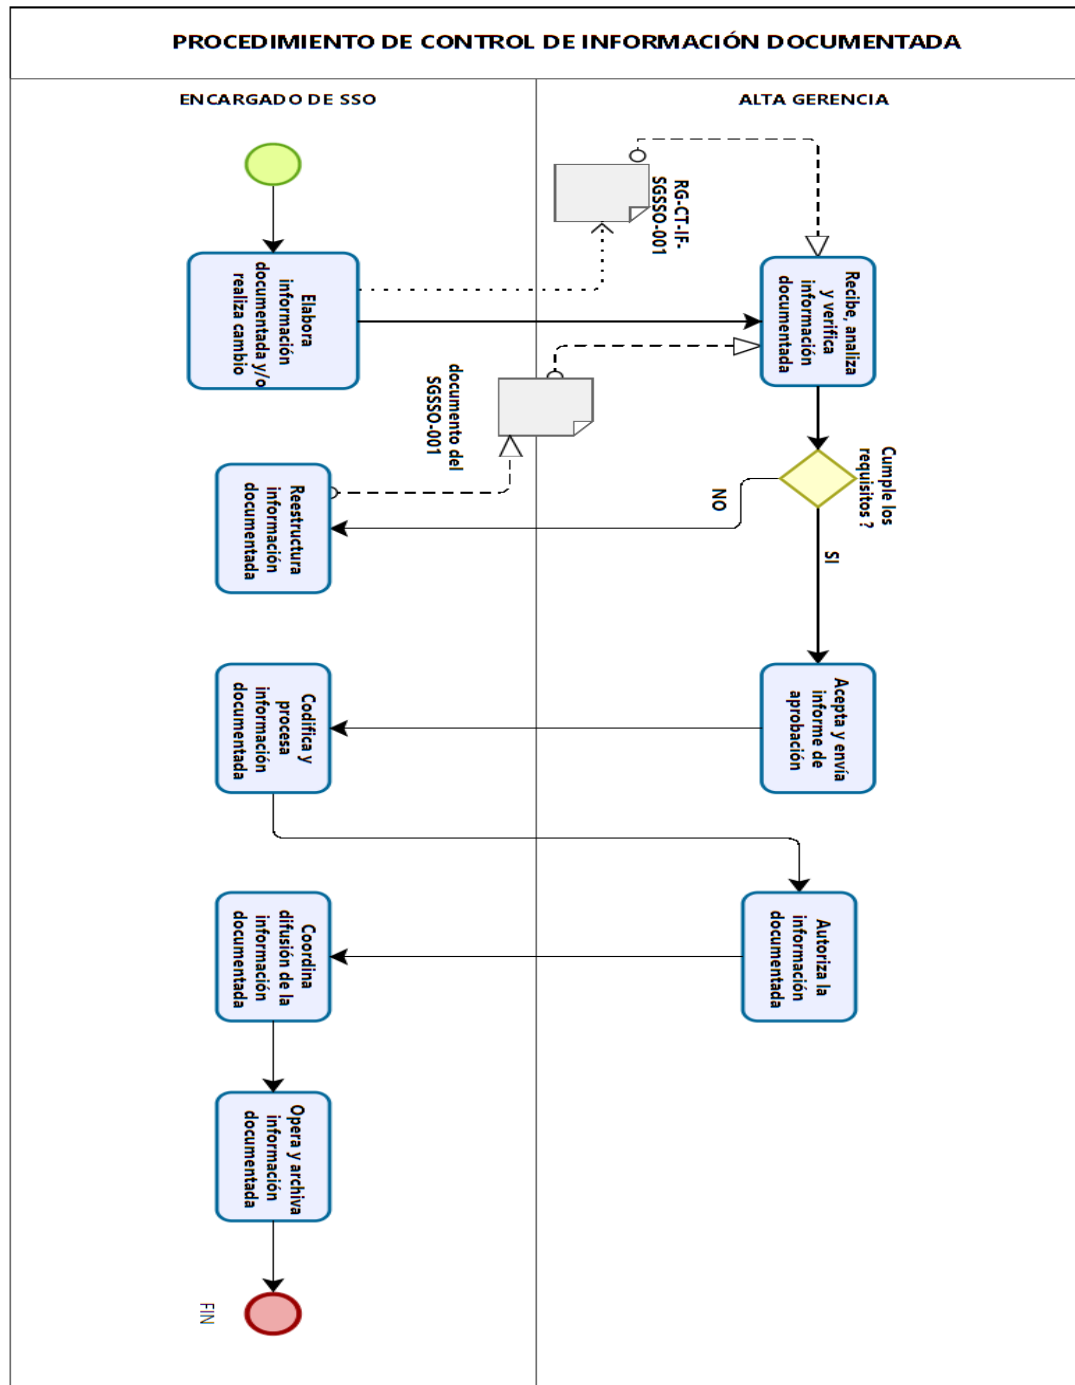 PROCEDIMIENTO DE CONTROL DE INFORMACIÓN DOCUMENTADA
ENCARGADO DE SSO
ALTA GERENCIA
RG-CT-IF-
SGSSO-001
Elabora
información
documentada y/o
realiza cambio
Recibe, analiza
y verifica
información
documentada
documento del
SGSSO-001
Cumple los
requisitos ?
NO
SI
Reestructura
información
documentada
Acepta y envía
informe de
aprobación
Codifica y
procesa
información
documentada
Autoriza la
información
documentada
Coordina
difusión de la
información
documentada
Opera y archiva
información
documentada
FIN